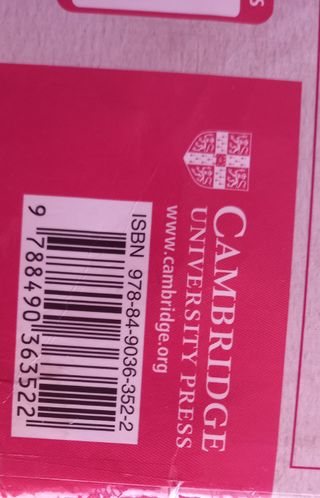 s
CAMBRIDGE
UNIVERSITY PRESS
www.cambridge.org
ISBN 978-84-9036-352-2
9 788490 363522